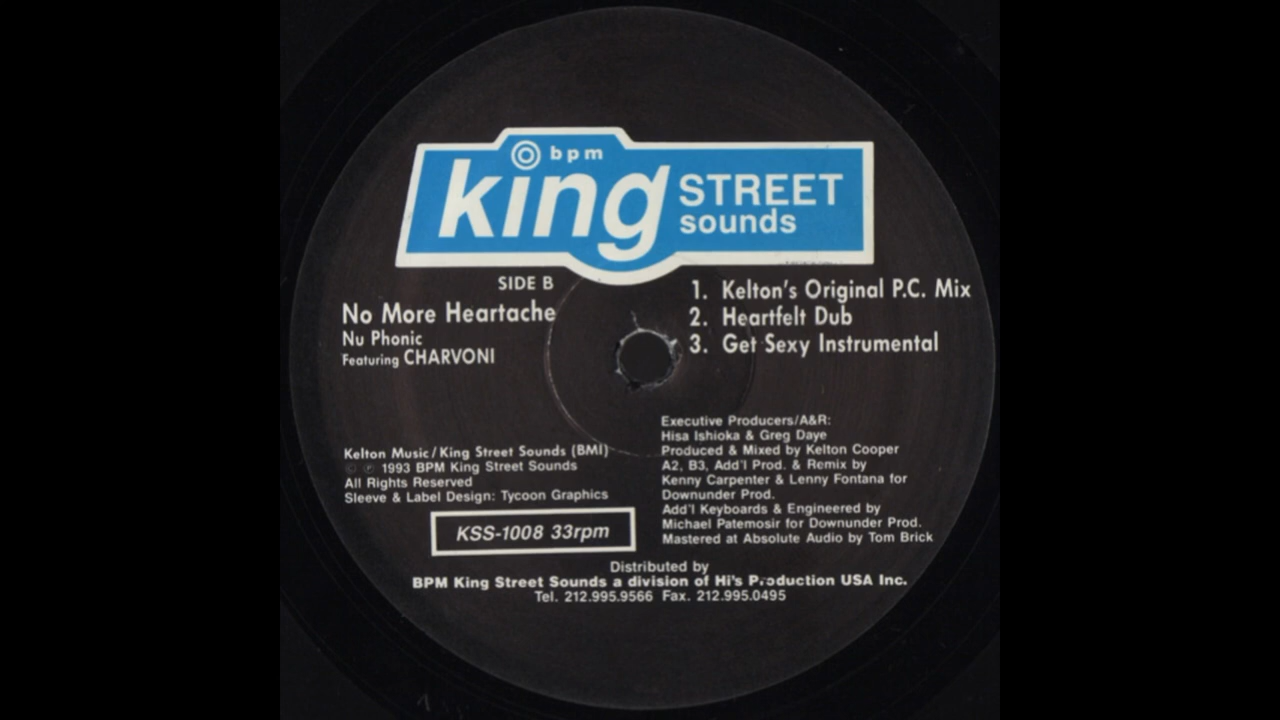 bpm
king STREET
sounds
SIDE B
No More Heartache
Nu Phonic
Featuring CHARVONI
1. Kelton's Original P.C. Mix
2. Heartfelt Dub
3. Get Sexy Instrumental
Kelton Music/King Street Sounds (BMI)
© ℗ 1993 BPM King Street Sounds
All Rights Reserved
Sleeve & Label Design: Tycoon Graphics
KSS-1008 33rpm
Executive Producers/A&R:
Hisa Ishioka & Greg Daye
Produced & Mixed by Kelton Cooper
A2, B3, Add'l Prod. & Remix by
Kenny Carpenter & Lenny Fontana for
Downunder Prod.
Add'l Keyboards & Engineered by
Michael Patemosir for Downunder Prod.
Mastered at Absolute Audio by Tom Brick
Distributed by
BPM King Street Sounds a division of Hi's Production USA Inc.
Tel. 212.995.9566 Fax. 212.995.0495